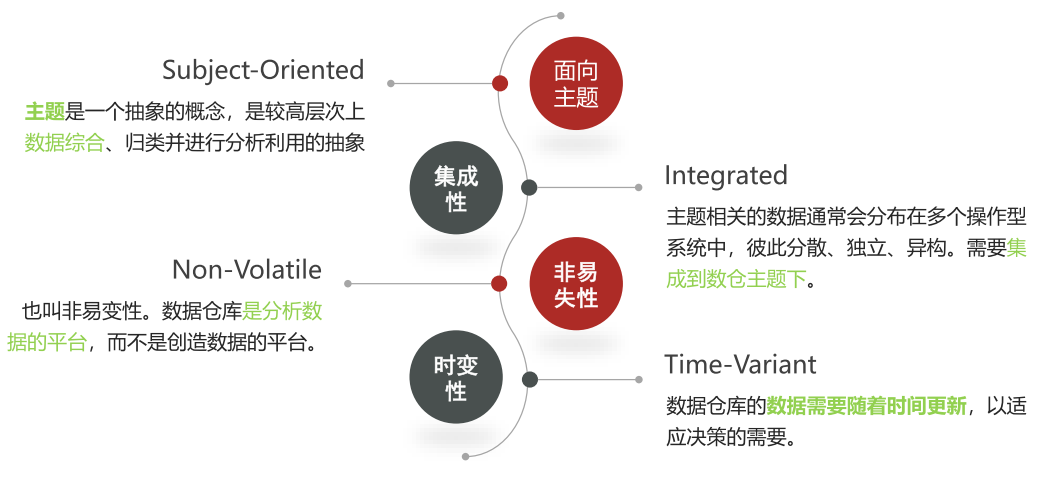 Subject-Oriented
主题是一个抽象的概念，是较高层次上
数据综合、归类并进行分析利用的抽象
面向
主题
集成
性
Integrated
主题相关的数据通常会分布在多个操作型
系统中，彼此分散、独立、异构。需要集
成到数仓主题下。
Non-Volatile
也叫非易变性。数据仓库是分析数
据的平台，而不是创造数据的平台。
非易
失性
时变
性
Time-Variant
数据仓库的数据需要随着时间更新，以适
应决策的需要。